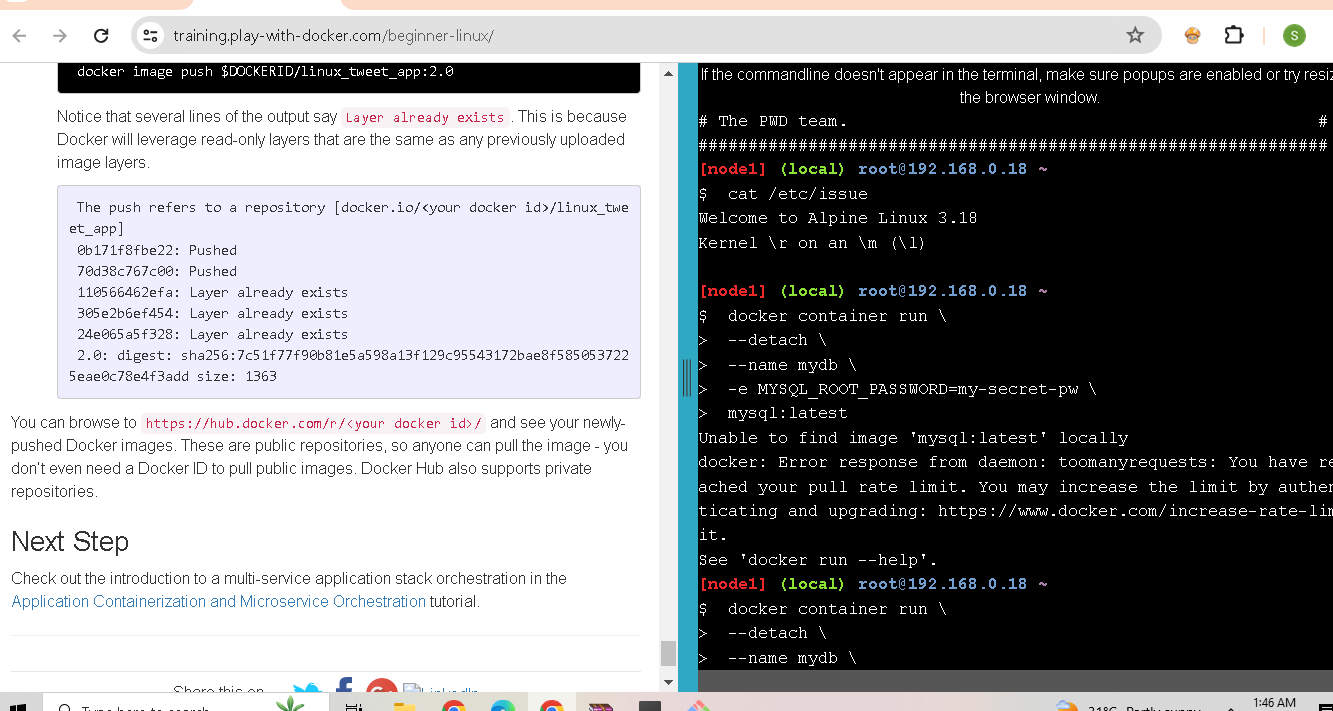 training.play-with-docker.com/beginner-linux/
S
docker image push $DOCKERID/linux_tweet_app:2.0
Notice that several lines of the output say Layer already exists . This is because
Docker will leverage read-only layers that are the same as any previously uploaded
image layers.
The push refers to a repository [docker.io/<your docker id>/linux_twe
et_app]
0b171f8fbe22: Pushed
70d38c767c00: Pushed
110566462efa: Layer already exists
305e2b6ef454: Layer already exists
24e065a5f328: Layer already exists
2.0: digest: sha256:7c51f77f90b81e5a598a13f129c95543172bae8f585053722
5eae0c78e4f3add size: 1363
You can browse to https://hub.docker.com/r/<your docker id>/ and see your newly-
pushed Docker images. These are public repositories, so anyone can pull the image - you
don't even need a Docker ID to pull public images. Docker Hub also supports private
repositories.
Next Step
Check out the introduction to a multi-service application stack orchestration in the
Application Containerization and Microservice Orchestration tutorial.
Share this on
LinkedIn
If the commandline doesn't appear in the terminal, make sure popups are enabled or try resiz
the browser window.
# The PWD team. #
###############################################################
[node1] (local) root@192.168.0.18 ~
$ cat /etc/issue
Welcome to Alpine Linux 3.18
Kernel \r on an \m (\l)
[node1] (local) root@192.168.0.18 ~
$ docker container run \
> --detach \
> --name mydb \
> -e MYSQL_ROOT_PASSWORD=my-secret-pw \
> mysql:latest
Unable to find image 'mysql:latest' locally
docker: Error response from daemon: toomanyrequests: You have re
ached your pull rate limit. You may increase the limit by authen
ticating and upgrading: https://www.docker.com/increase-rate-lim
it.
See 'docker run --help'.
[node1] (local) root@192.168.0.18 ~
$ docker container run \
> --detach \
> --name mydb \
Type here to search
31°C Partly sunny
1:46 AM